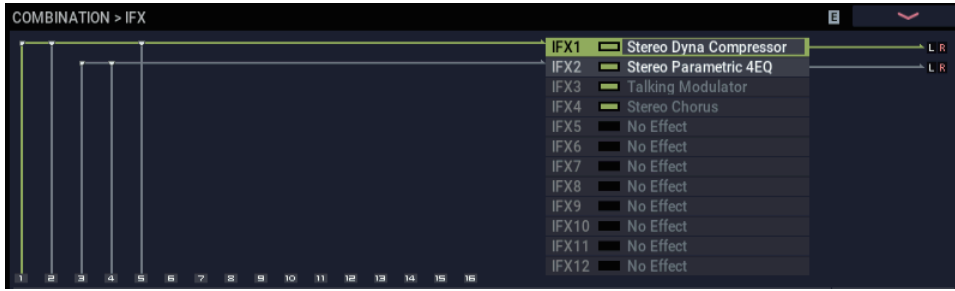 COMBINATION > IFX E
IFX1 Stereo Dyna Compressor L R
IFX2 Stereo Parametric 4EQ L R
IFX3 Talking Modulator
IFX4 Stereo Chorus
IFX5 No Effect
IFX6 No Effect
IFX7 No Effect
IFX8 No Effect
IFX9 No Effect
IFX10 No Effect
IFX11 No Effect
IFX12 No Effect
1 2 3 4 5 6 7 8 9 10 11 12 13 14 15 16